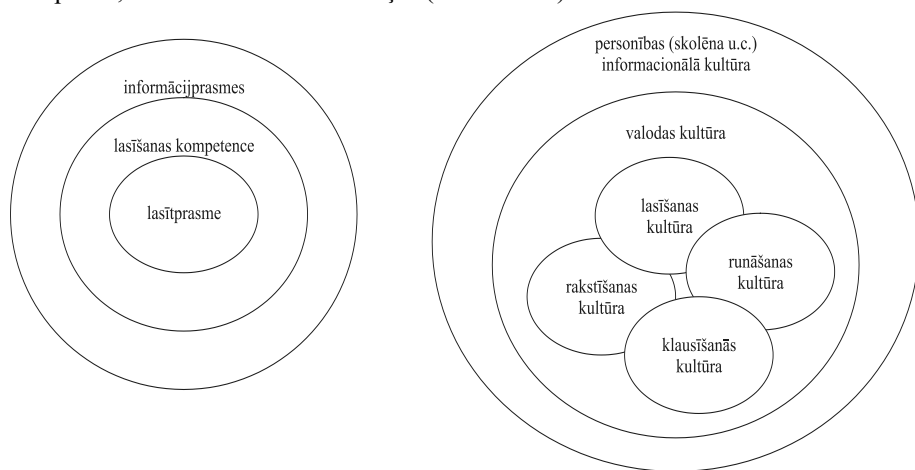 informācijprasmes
lasīšanas kompetence
lasītprasme
personības (skolēna u.c.)
informacionālā kultūra
valodas kultūra
lasīšanas
kultūra
runāšanas
kultūra
rakstīšanas
kultūra
klausīšanās
kultūra